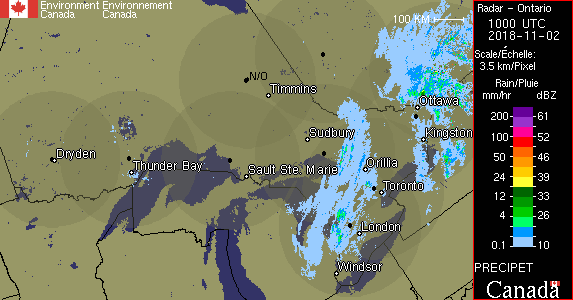 Environment Environnement
Canada Canada
100 KM
N/O
Timmins
Ottawa
Sudbury
Kingston
Dryden
Thunder Bay
Sault Ste. Marie
Orillia
Toronto
London
Windsor
Radar - Ontario
1000 UTC
2018-11-02
Scale/Échelle:
3.5 km/Pixel
Rain/Pluie
mm/hr dBZ
200 61
100 52
50 46
24 39
12 33
4 26
0.1 10
PRECIPET
Canada